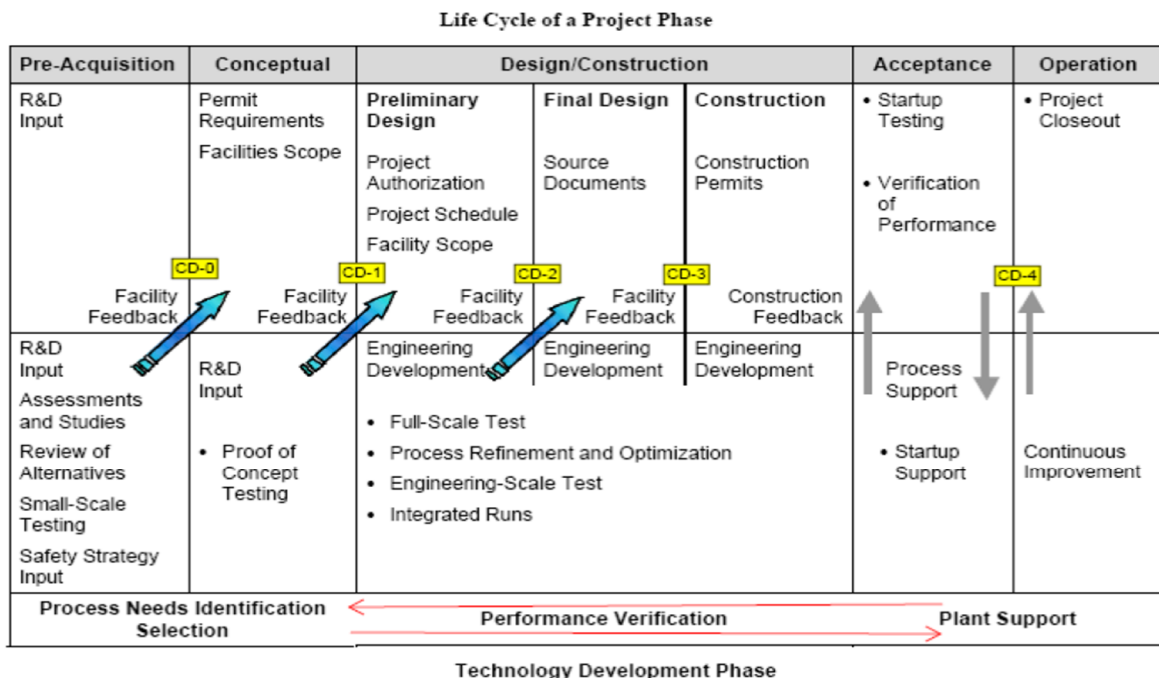 Life Cycle of a Project Phase
Pre-Acquisition
Conceptual
Design/Construction
Acceptance
Operation
R&D
Input
Permit
Requirements
Facilities Scope
Preliminary
Design
Project
Authorization
Project Schedule
Facility Scope
Final Design
Source
Documents
Construction
Construction
Permits
• Startup
Testing
• Verification
of
Performance
• Project
Closeout
CD-0
CD-1
CD-2
CD-3
CD-4
Facility
Feedback
Facility
Feedback
Facility
Feedback
Facility
Feedback
Construction
Feedback
R&D
Input
Assessments
and Studies
Review of
Alternatives
Small-Scale
Testing
Safety Strategy
Input
R&D
Input
• Proof of
Concept
Testing
Engineering
Development
Engineering
Development
Engineering
Development
• Full-Scale Test
• Process Refinement and Optimization
• Engineering-Scale Test
• Integrated Runs
Process
Support
• Startup
Support
Continuous
Improvement
Process Needs Identification
Selection
Performance Verification
Plant Support
Technology Development Phase